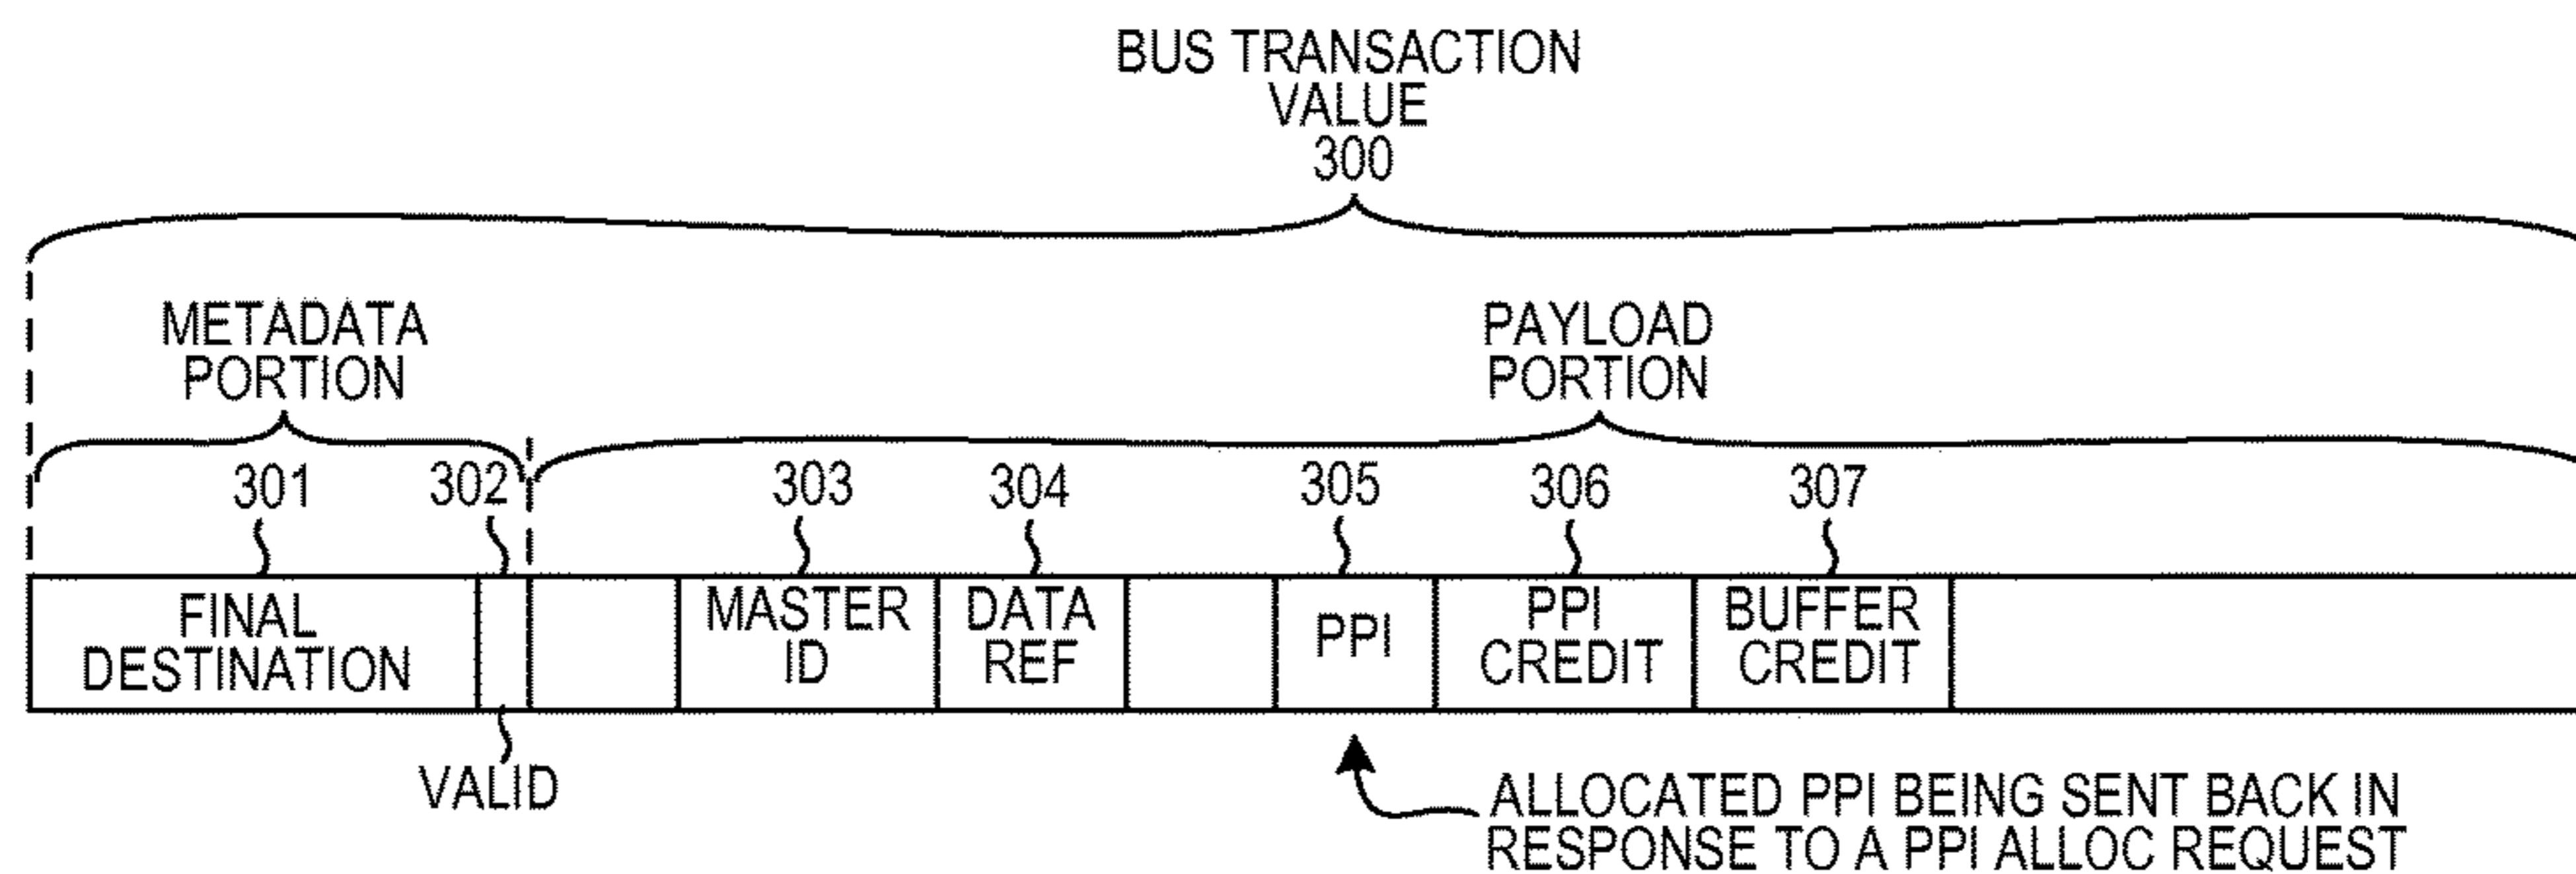 BUS TRANSACTION
VALUE
300
METADATA
PORTION
PAYLOAD
PORTION
301
302
303
304
305
306
307
FINAL
DESTINATION
MASTER
ID
DATA
REF
PPI
PPI
CREDIT
BUFFER
CREDIT
VALID
ALLOCATED PPI BEING SENT BACK IN
RESPONSE TO A PPI ALLOC REQUEST